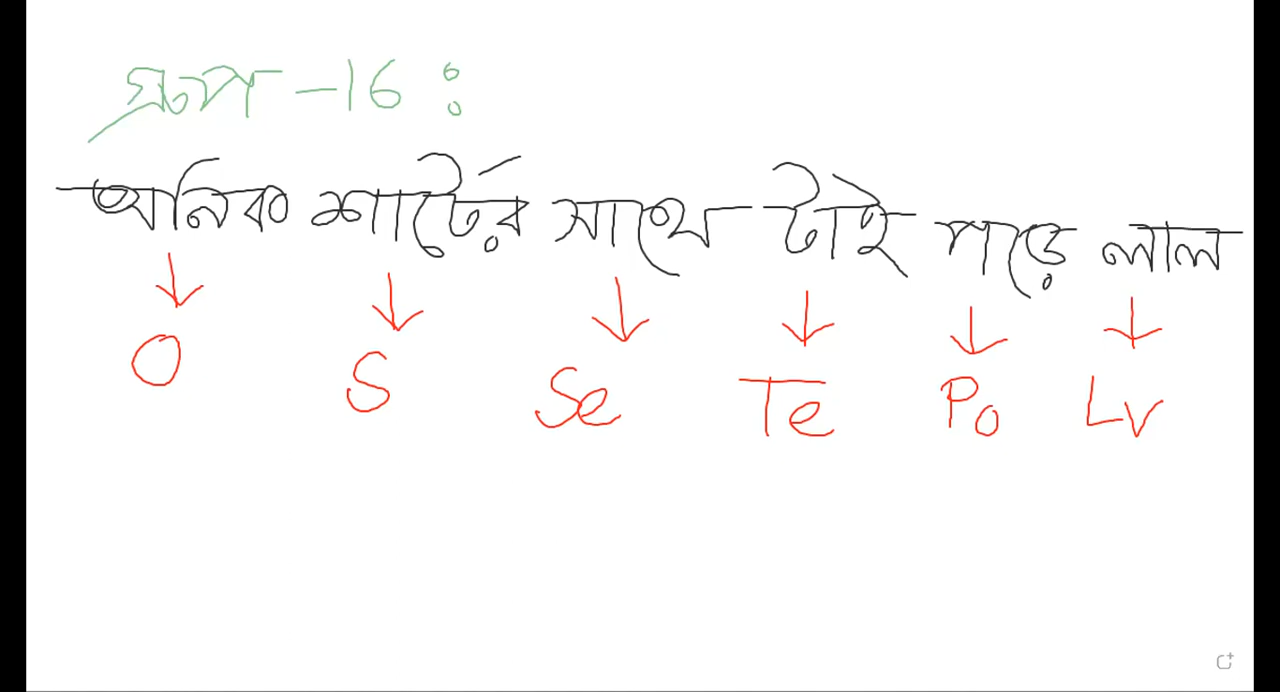 গ্রুপ -16 :
অনিক শার্টের সাথে টাই পড়ে লাল
↓ ↓ ↓ ↓ ↓ ↓
O S Se Te Po Lv